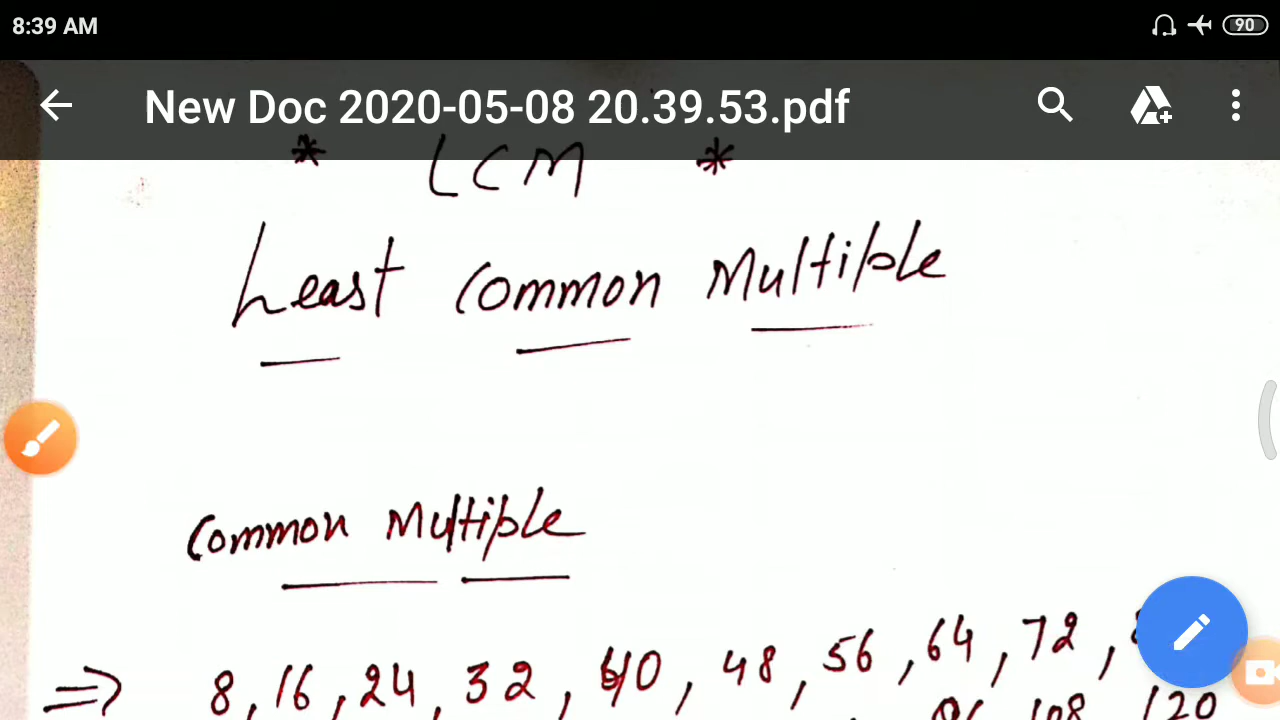 8:39 AM 90
New Doc 2020-05-08 20.39.53.pdf
* LCM *
Least Common Multiple
Common Multiple
⇒ 8, 16, 24, 32, 40, 48, 56, 64, 72,
108 120